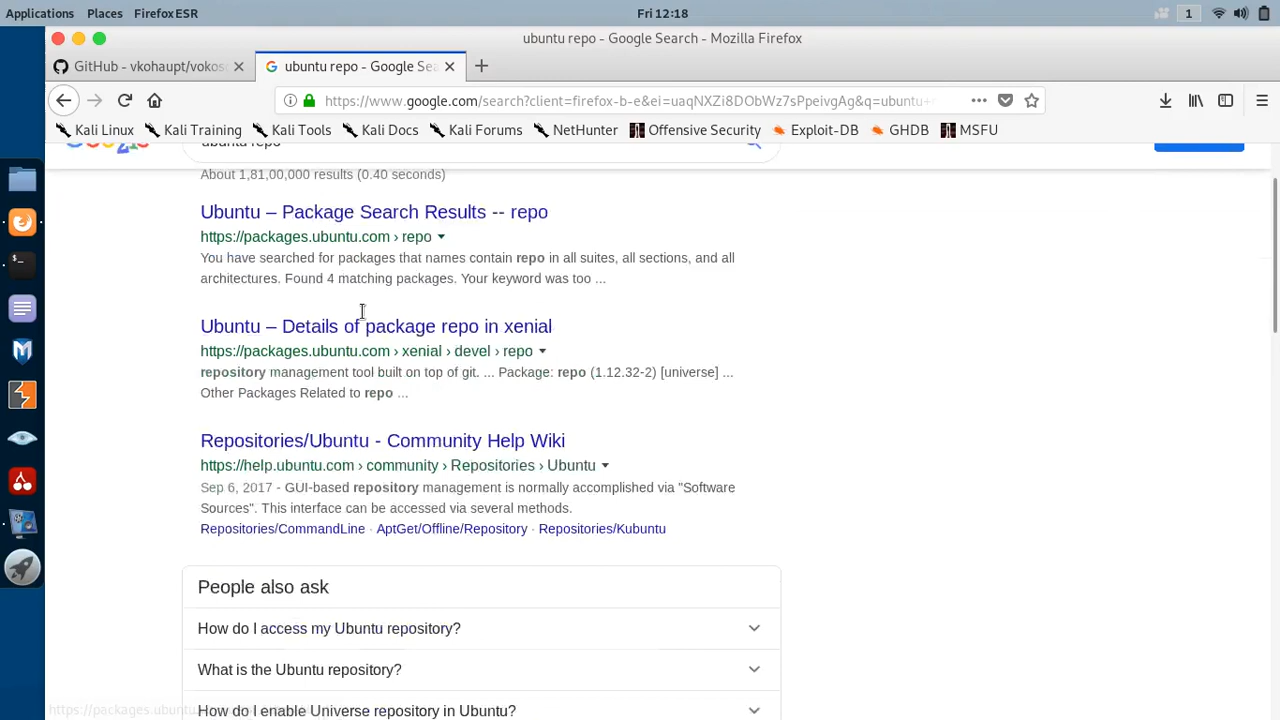 Applications Places Firefox ESR Fri 12:18 1
ubuntu repo - Google Search - Mozilla Firefox
GitHub - vkohaupt/vokos ubuntu repo - Google Sea
https://www.google.com/search?client=firefox-b-e&ei=uaqNXZi8DObWz7sPpeivgAg&q=ubuntu+
Kali Linux Kali Training Kali Tools Kali Docs Kali Forums NetHunter Offensive Security Exploit-DB GHDB MSFU
ubuntu repo
About 1,81,00,000 results (0.40 seconds)
Ubuntu – Package Search Results -- repo
https://packages.ubuntu.com › repo
You have searched for packages that names contain repo in all suites, all sections, and all
architectures. Found 4 matching packages. Your keyword was too ...
Ubuntu – Details of package repo in xenial
https://packages.ubuntu.com › xenial › devel › repo
repository management tool built on top of git. ... Package: repo (1.12.32-2) [universe] ...
Other Packages Related to repo ...
Repositories/Ubuntu - Community Help Wiki
https://help.ubuntu.com › community › Repositories › Ubuntu
Sep 6, 2017 - GUI-based repository management is normally accomplished via "Software
Sources". This interface can be accessed via several methods.
Repositories/CommandLine · AptGet/Offline/Repository · Repositories/Kubuntu
People also ask
How do I access my Ubuntu repository?
What is the Ubuntu repository?
How do I enable Universe repository in Ubuntu?